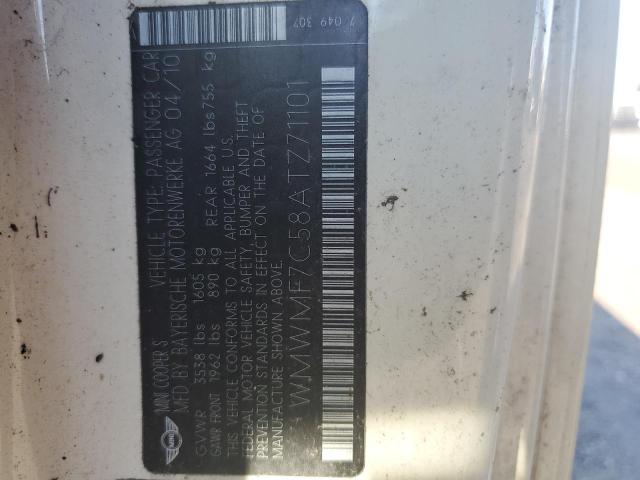 MINI COOPER S VEHICLE TYPE: PASSENGER CAR
MFD BY BAYERISCHE MOTORENWERKE AG 04/10
GVWR 3538 lbs 1605 kg
GAWR FRONT 1962 lbs 890 kg REAR 1664 lbs 755 kg
THIS VEHICLE CONFORMS TO ALL APPLICABLE U.S.
FEDERAL MOTOR VEHICLE SAFETY, BUMPER AND THEFT
PREVENTION STANDARDS IN EFFECT ON THE DATE OF
MANUFACTURE SHOWN ABOVE.
WMWMF7C58ATZ71101
7 049 307